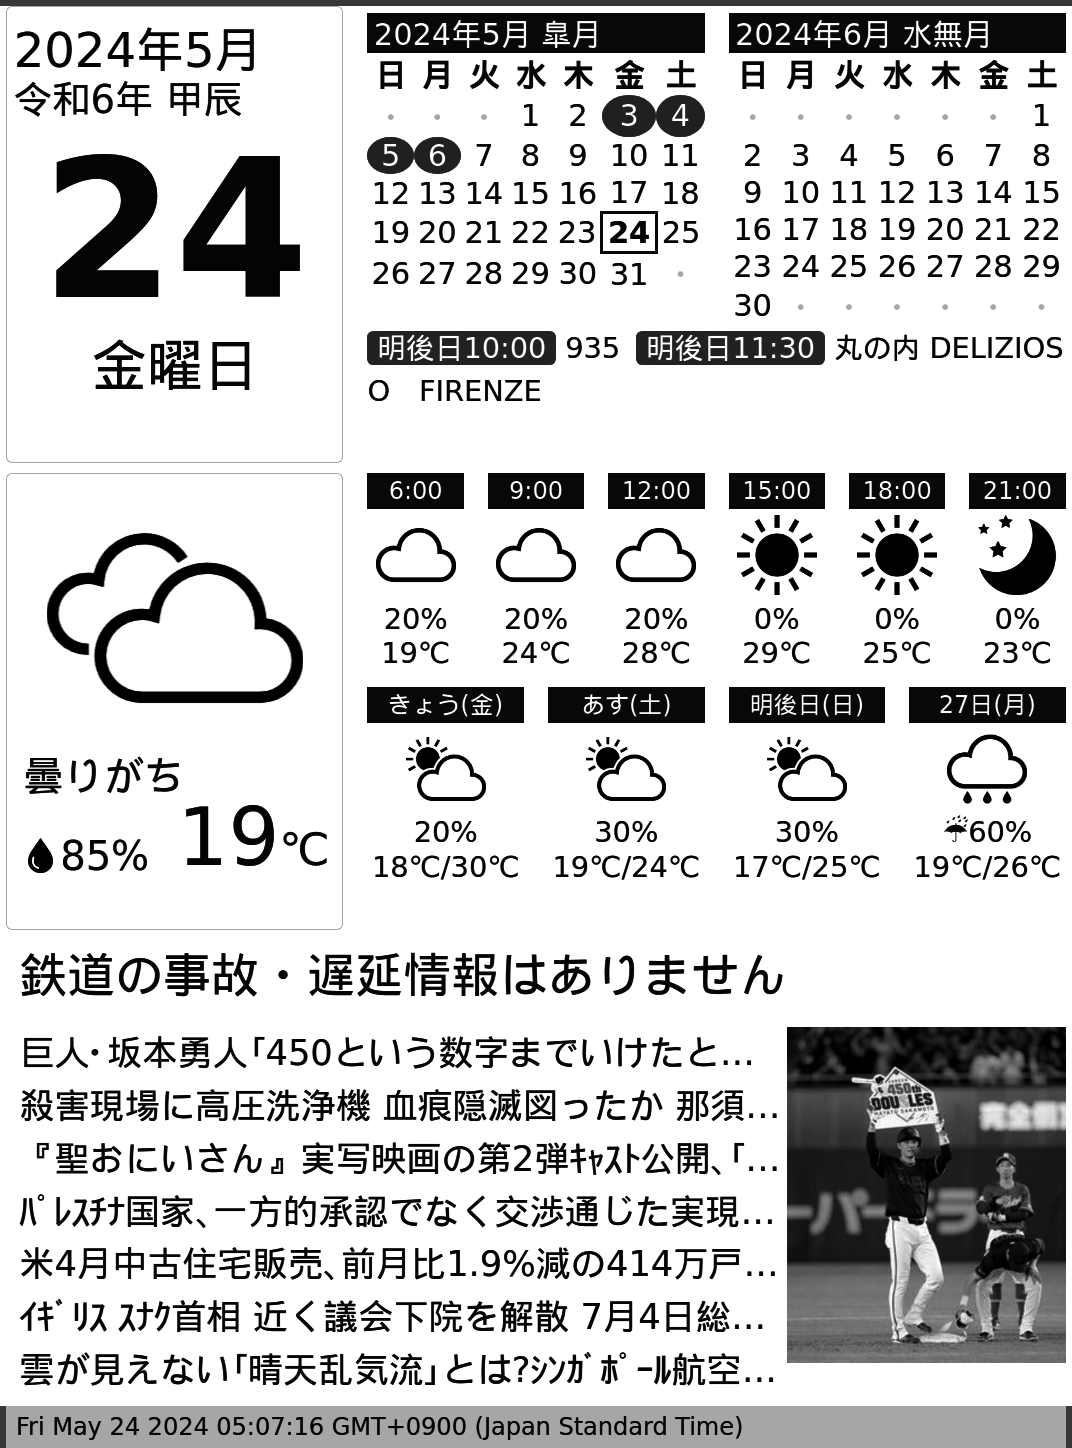 2024年5月
令和6年 甲辰
24
金曜日
2024年5月 皐月
日 月 火 水 木 金 土
・ ・ ・ 1 2 3 4
5 6 7 8 9 10 11
12 13 14 15 16 17 18
19 20 21 22 23 24 25
26 27 28 29 30 31 ・
2024年6月 水無月
日 月 火 水 木 金 土
・ ・ ・ ・ ・ ・ 1
2 3 4 5 6 7 8
9 10 11 12 13 14 15
16 17 18 19 20 21 22
23 24 25 26 27 28 29
30 ・ ・ ・ ・ ・ ・
明後日10:00 935 明後日11:30 丸の内 DELIZIOS
O　FIRENZE
曇りがち
85% 19℃
6:00 9:00 12:00 15:00 18:00 21:00
20% 20% 20% 0% 0% 0%
19℃ 24℃ 28℃ 29℃ 25℃ 23℃
きょう(金) あす(土) 明後日(日) 27日(月)
20% 30% 30% ☔60%
18℃/30℃ 19℃/24℃ 17℃/25℃ 19℃/26℃
鉄道の事故・遅延情報はありません
巨人･坂本勇人｢450という数字までいけたと…
殺害現場に高圧洗浄機 血痕隠滅図ったか 那須…
『聖おにいさん』実写映画の第2弾ｷｬｽﾄ公開､｢…
ﾊﾟﾚｽﾁﾅ国家､一方的承認でなく交渉通じた実現…
米4月中古住宅販売､前月比1.9%減の414万戸…
ｲｷﾞﾘｽ ｽﾅｸ首相 近く議会下院を解散 7月4日総…
雲が見えない｢晴天乱気流｣とは?ｼﾝｶﾞﾎﾟｰﾙ航空…
450th
HAYATO SAKAMOTO
完全個
ーパーラ
Fri May 24 2024 05:07:16 GMT+0900 (Japan Standard Time)